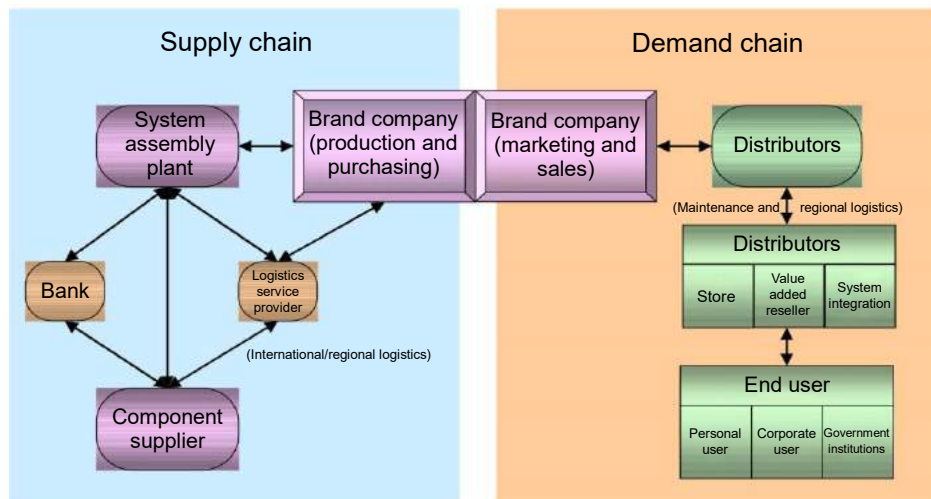 Supply chain
Demand chain
System
assembly
plant
Brand company
(production and
purchasing)
Brand company
(marketing and
sales)
Distributors
(Maintenance and
regional logistics)
Bank
Logistics
service
provider
Distributors
Store
Value
added
reseller
System
integration
(International/regional logistics)
Component
supplier
End user
Personal
user
Corporate
user
Government
institutions